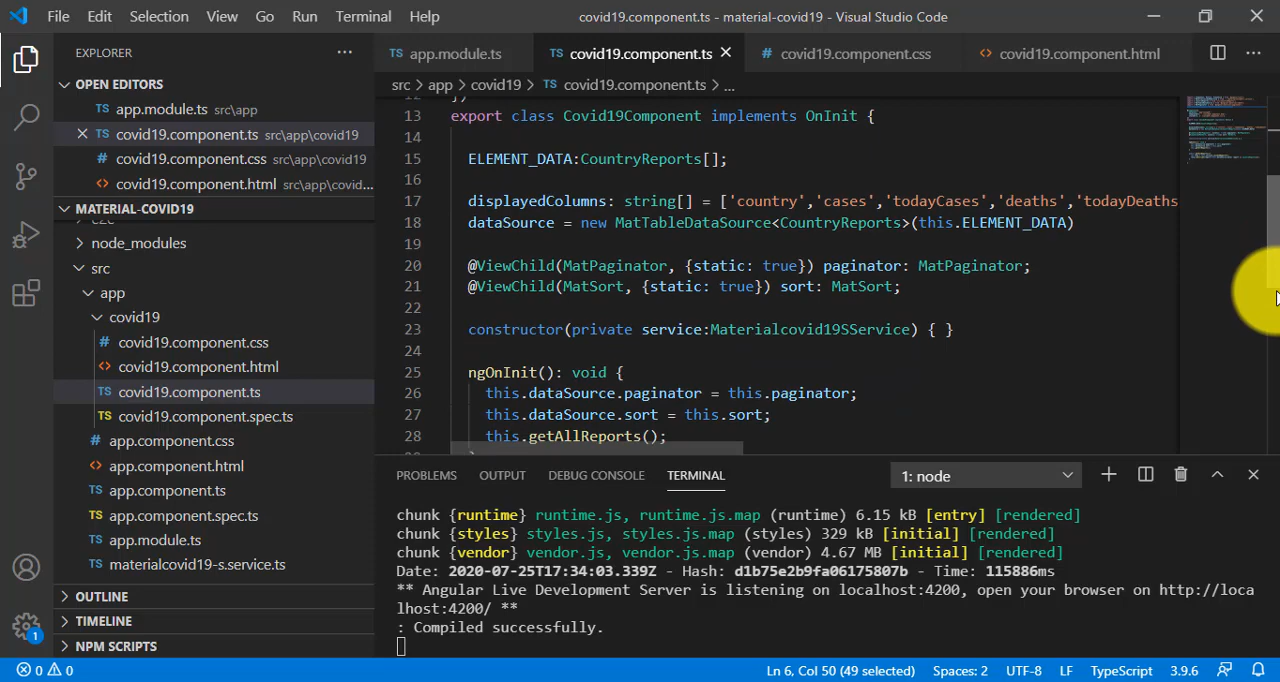 File Edit Selection View Go Run Terminal Help covid19.component.ts - material-covid19 - Visual Studio Code
EXPLORER
OPEN EDITORS
app.module.ts src\app
TS covid19.component.ts src\app\covid19
# covid19.component.css src\app\covid19
<> covid19.component.html src\app\covid...
MATERIAL-COVID19
node_modules
src
app
covid19
# covid19.component.css
<> covid19.component.html
TS covid19.component.ts
TS covid19.component.spec.ts
# app.component.css
<> app.component.html
TS app.component.ts
TS app.component.spec.ts
TS app.module.ts
TS materialcovid19-s.service.ts
OUTLINE
TIMELINE
NPM SCRIPTS
1
TS app.module.ts TS covid19.component.ts # covid19.component.css <> covid19.component.html
src > app > covid19 > TS covid19.component.ts > ...
12 })
13 export class Covid19Component implements OnInit {
14
15 ELEMENT_DATA:CountryReports[];
16
17 displayedColumns: string[] = ['country','cases','todayCases','deaths','todayDeaths
18 dataSource = new MatTableDataSource<CountryReports>(this.ELEMENT_DATA)
19
20 @ViewChild(MatPaginator, {static: true}) paginator: MatPaginator;
21 @ViewChild(MatSort, {static: true}) sort: MatSort;
22
23 constructor(private service:Materialcovid19SService) { }
24
25 ngOnInit(): void {
26 this.dataSource.paginator = this.paginator;
27 this.dataSource.sort = this.sort;
28 this.getAllReports();
PROBLEMS OUTPUT DEBUG CONSOLE TERMINAL 1: node
chunk {runtime} runtime.js, runtime.js.map (runtime) 6.15 kB [entry] [rendered]
chunk {styles} styles.js, styles.js.map (styles) 329 kB [initial] [rendered]
chunk {vendor} vendor.js, vendor.js.map (vendor) 4.67 MB [initial] [rendered]
Date: 2020-07-25T17:34:03.339Z - Hash: d1b75e2b9fa06175807b - Time: 115886ms
** Angular Live Development Server is listening on localhost:4200, open your browser on http://loca
lhost:4200/ **
: Compiled successfully.
0 0 Ln 6, Col 50 (49 selected) Spaces: 2 UTF-8 LF TypeScript 3.9.6